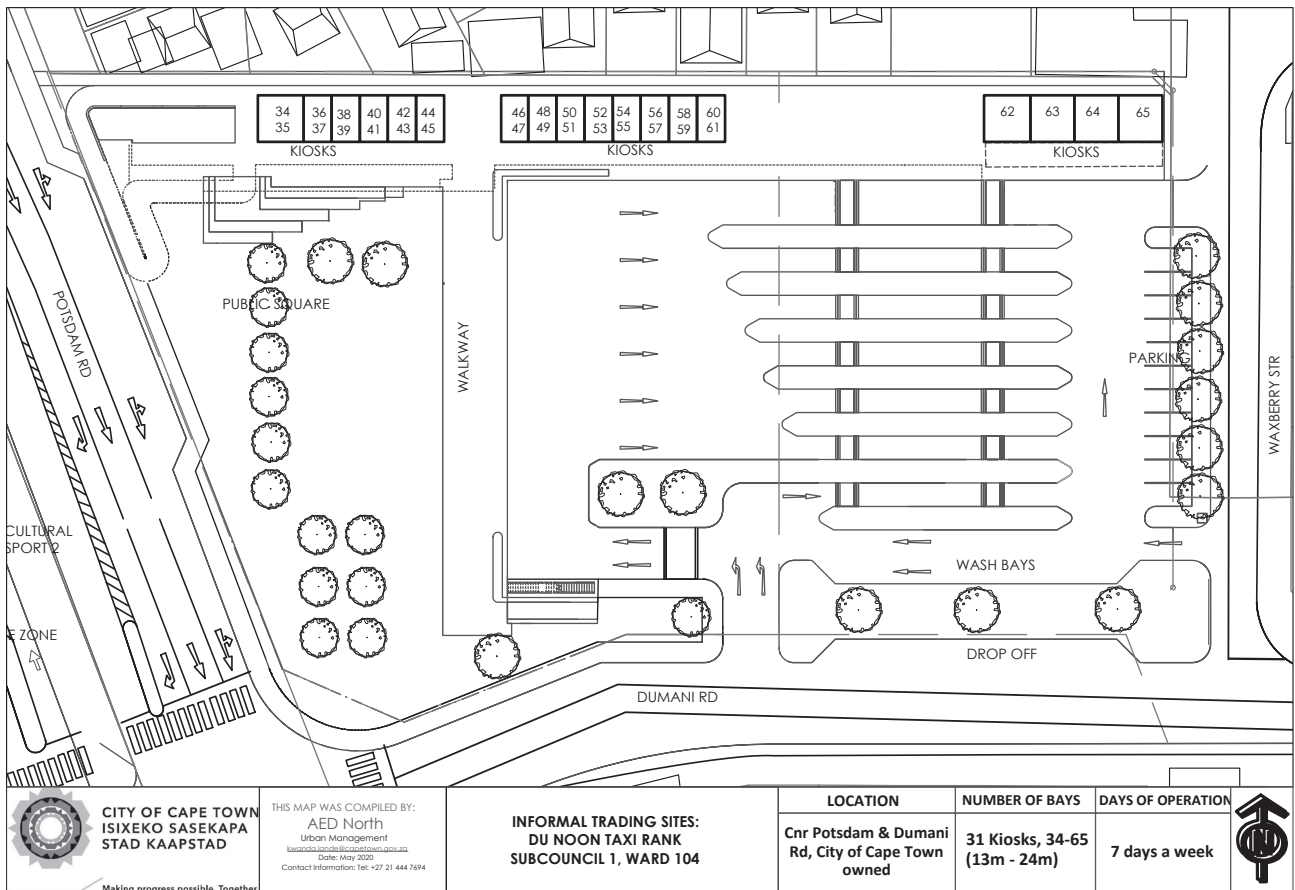 34 36 38 40 42 44
35 37 39 41 43 45
KIOSKS
46 48 50 52 54 56 58 60
47 49 51 53 55 57 59 61
KIOSKS
62 63 64 65
KIOSKS
POTSDAM RD
PUBLIC SQUARE
WALKWAY
PARKING
WAXBERRY STR
CULTURAL
SPORT 2
E ZONE
WASH BAYS
DROP OFF
DUMANI RD
CITY OF CAPE TOWN
ISIXEKO SASEKAPA
STAD KAAPSTAD
Making progress possible. Together
THIS MAP WAS COMPILED BY:
AED North
Urban Management
kwanda.lande@capetown.gov.za
Date: May 2020
Contact Information: Tel: +27 21 444 7694
INFORMAL TRADING SITES:
DU NOON TAXI RANK
SUBCOUNCIL 1, WARD 104
LOCATION
Cnr Potsdam & Dumani
Rd, City of Cape Town
owned
NUMBER OF BAYS
31 Kiosks, 34-65
(13m - 24m)
DAYS OF OPERATION
7 days a week
N